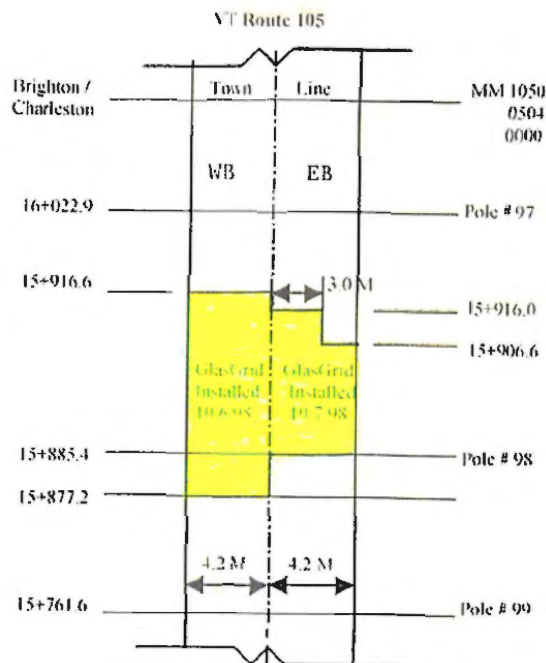 VT Route 105
Brighton /
Charleston
Town Line
MM 1050
0504
0000
WB EB
16+022.9
Pole # 97
15+916.6
3.0 M
15+916.0
15+906.6
GlasGrid
Installed
10.6.98
GlasGrid
Installed
10.7.98
15+885.4
Pole # 98
15+877.2
4.2 M 4.2 M
15+761.6
Pole # 99